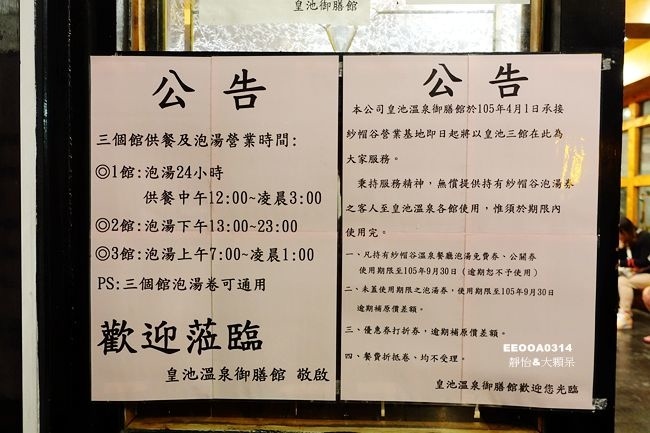 皇池御膳館
公告
三個館供餐及泡湯營業時間:
◎1館:泡湯24小時
供餐中午12:00~凌晨3:00
◎2館:泡湯下午13:00~23:00
◎3館:泡湯上午7:00~凌晨1:00
PS:三個館泡湯卷可通用
歡迎蒞臨
皇池溫泉御膳館 敬啟
公告
本公司皇池溫泉御膳館於105年4月1日承接
紗帽谷營業基地即日起將以皇池三館在此為
大家服務。
秉持服務精神，無償提供持有紗帽谷泡湯券
之客人至皇池溫泉各館使用，惟須於期限內
使用完。
一、凡持有紗帽谷溫泉餐廳泡湯免費券、公關券
使用期限至105年9月30日（逾期恕不予使用）
二、未蓋使用期限之泡湯券，使用期限至105年9月30日
逾期補原價差額。
三、優惠券打折券，逾期補原價差額。
四、餐費折抵卷、均不受理。
皇池溫泉御膳館歡迎您光臨
EEOOA0314
靜怡&大顆呆